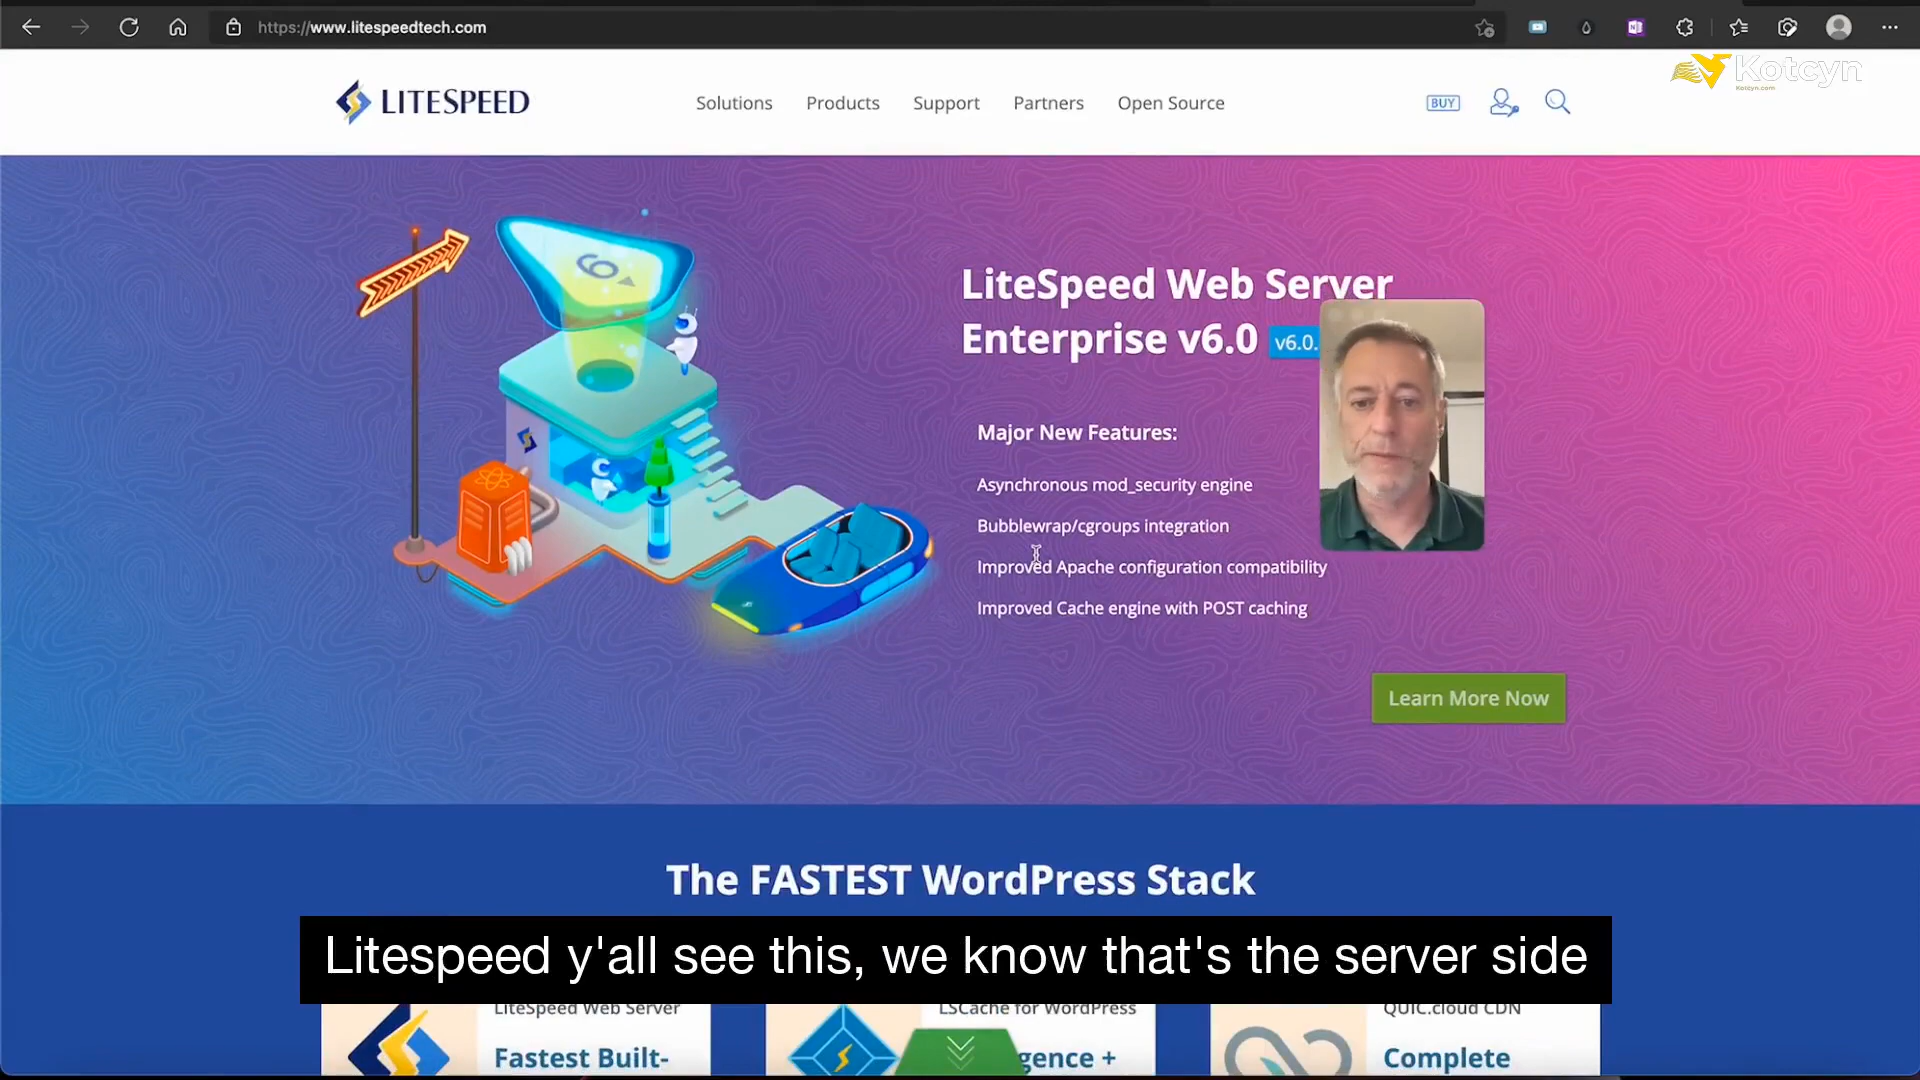 https://www.litespeedtech.com
Kotcyn
Kotcyn.com
LITESPEED
Solutions Products Support Partners Open Source
BUY
6
LiteSpeed Web Server
Enterprise v6.0 v6.0.
Major New Features:
Asynchronous mod_security engine
Bubblewrap/cgroups integration
Improved Apache configuration compatibility
Improved Cache engine with POST caching
Learn More Now
The FASTEST WordPress Stack
Litespeed y'all see this, we know that's the server side
LiteSpeed Web Server
Fastest Built-
LSCache for WordPress
gence +
QUIC.cloud CDN
Complete